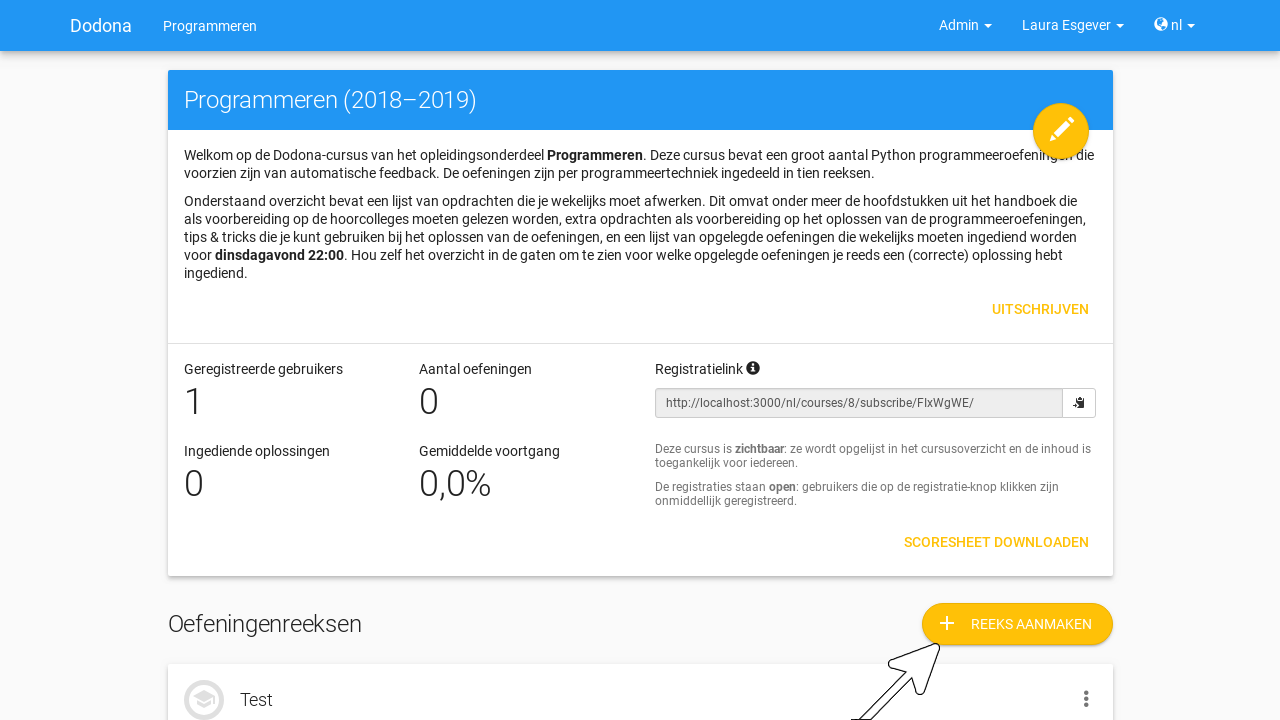 Dodona Programmeren Admin Laura Esgever nl
Programmeren (2018–2019)
Welkom op de Dodona-cursus van het opleidingsonderdeel Programmeren. Deze cursus bevat een groot aantal Python programmeeroefeningen die
voorzien zijn van automatische feedback. De oefeningen zijn per programmeertechniek ingedeeld in tien reeksen.
Onderstaand overzicht bevat een lijst van opdrachten die je wekelijks moet afwerken. Dit omvat onder meer de hoofdstukken uit het handboek die
als voorbereiding op de hoorcolleges moeten gelezen worden, extra opdrachten als voorbereiding op het oplossen van de programmeeroefeningen,
tips & tricks die je kunt gebruiken bij het oplossen van de oefeningen, en een lijst van opgelegde oefeningen die wekelijks moeten ingediend worden
voor dinsdagavond 22:00. Hou zelf het overzicht in de gaten om te zien voor welke opgelegde oefeningen je reeds een (correcte) oplossing hebt
ingediend.
UITSCHRIJVEN
Geregistreerde gebruikers
1
Aantal oefeningen
0
Ingediende oplossingen
0
Gemiddelde voortgang
0,0%
Registratielink
http://localhost:3000/nl/courses/8/subscribe/FIxWgWE/
Deze cursus is zichtbaar: ze wordt opgelijst in het cursusoverzicht en de inhoud is
toegankelijk voor iedereen.
De registraties staan open: gebruikers die op de registratie-knop klikken zijn
onmiddellijk geregistreerd.
SCORESHEET DOWNLOADEN
Oefeningenreeksen
REEKS AANMAKEN
Test